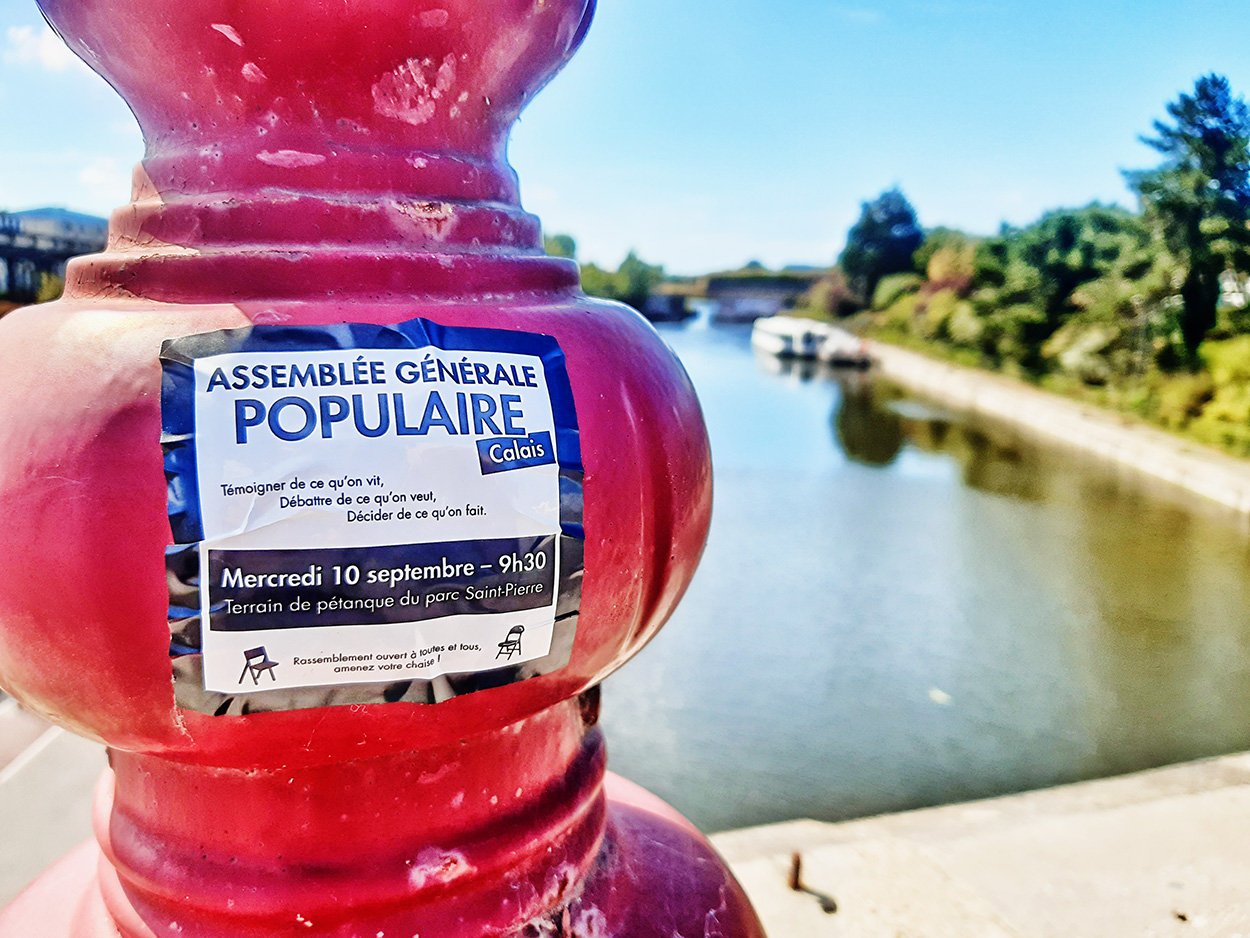 ASSEMBLÉE GÉNÉRALE
POPULAIRE
Calais
Témoigner de ce qu'on vit,
Débattre de ce qu'on veut,
Décider de ce qu'on fait.
Mercredi 10 septembre – 9h30
Terrain de pétanque du parc Saint-Pierre
Rassemblement ouvert à toutes et tous,
amenez votre chaise !